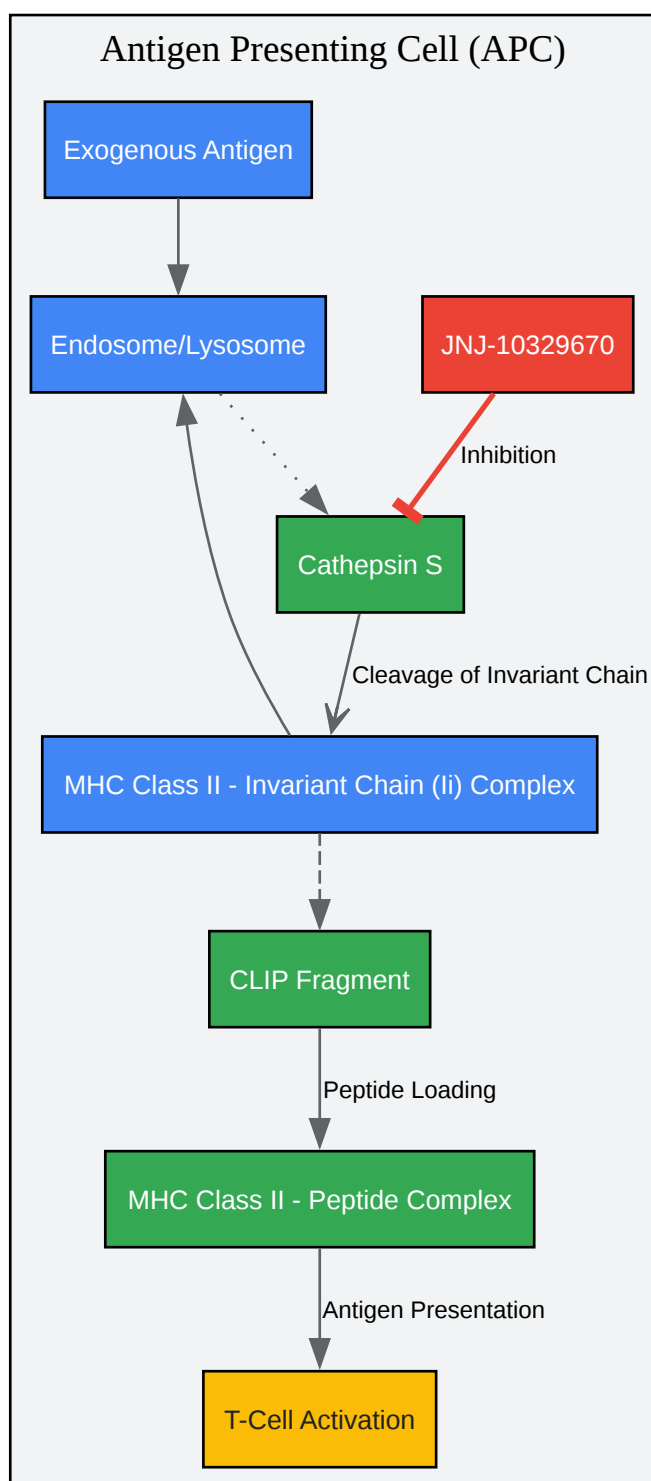 Antigen Presenting Cell (APC)
Exogenous Antigen
Endosome/Lysosome
JNJ-10329670
Inhibition
Cathepsin S
Cleavage of Invariant Chain
MHC Class II - Invariant Chain (Ii) Complex
CLIP Fragment
Peptide Loading
MHC Class II - Peptide Complex
Antigen Presentation
T-Cell Activation